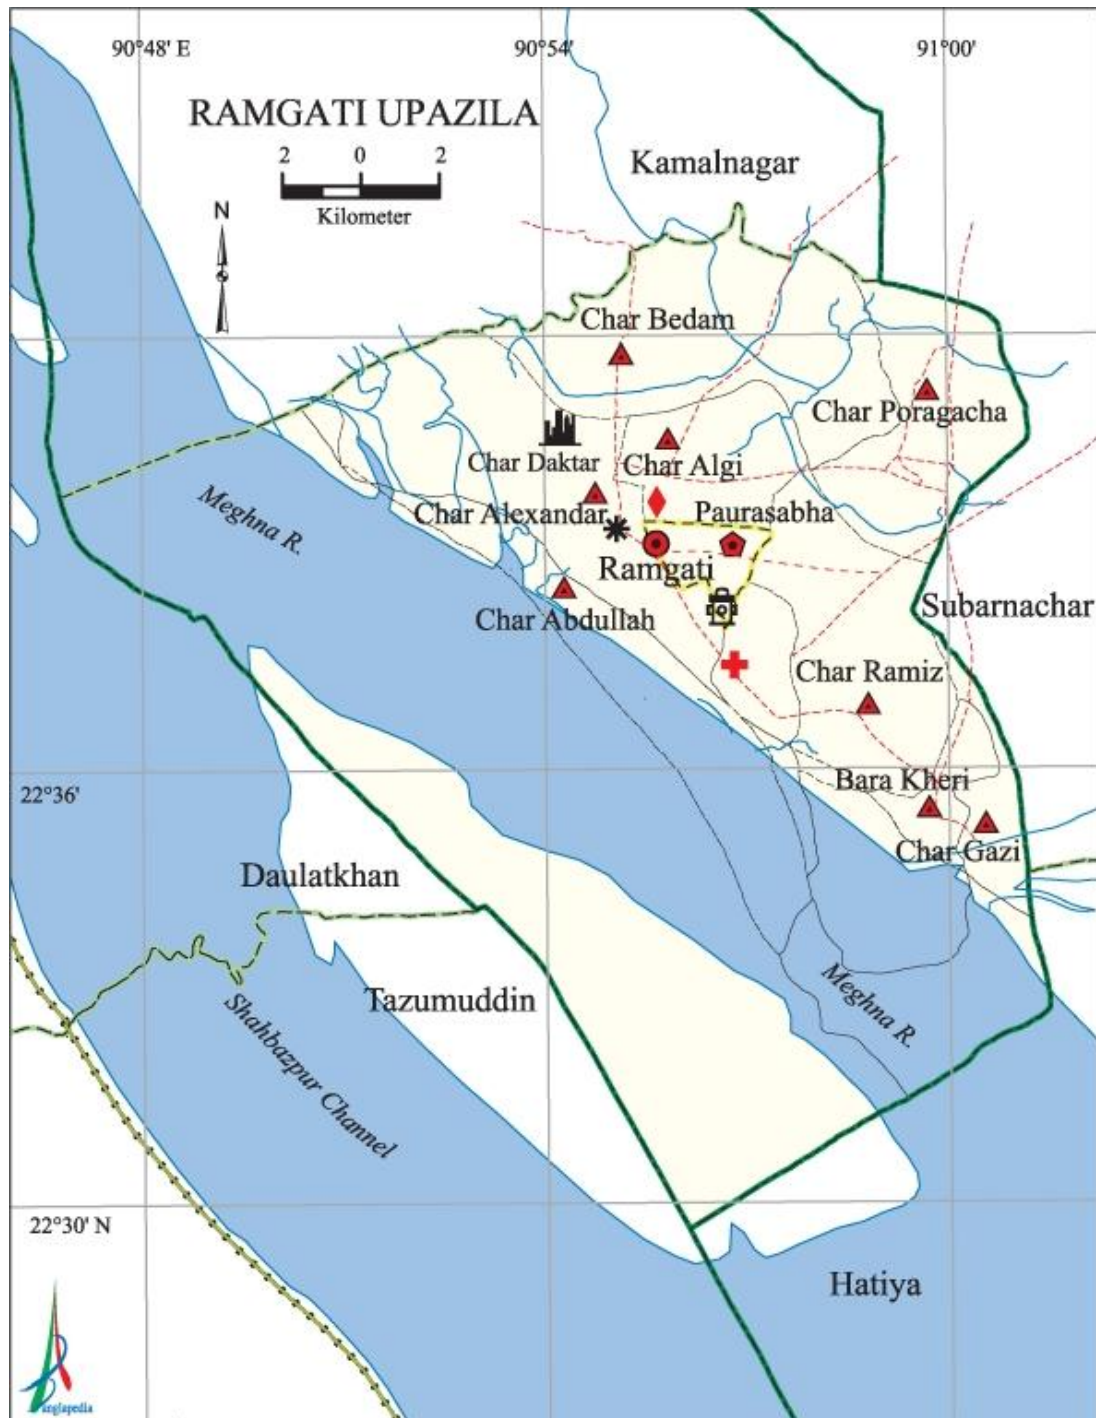 90°48' E
90°54'
91°00'
RAMGATI UPAZILA
2 0 2
Kilometer
N
Kamalnagar
Char Bedam
Char Poragacha
Char Daktar
Char Algi
Char Alexandar
Paurasabha
Meghna R.
Ramgati
Char Abdullah
Subarnachar
Char Ramiz
22°36'
Bara Kheri
Char Gazi
Daulatkhan
Tazumuddin
Meghna R.
Shahbazpur Channel
22°30' N
Hatiya
anglapedia